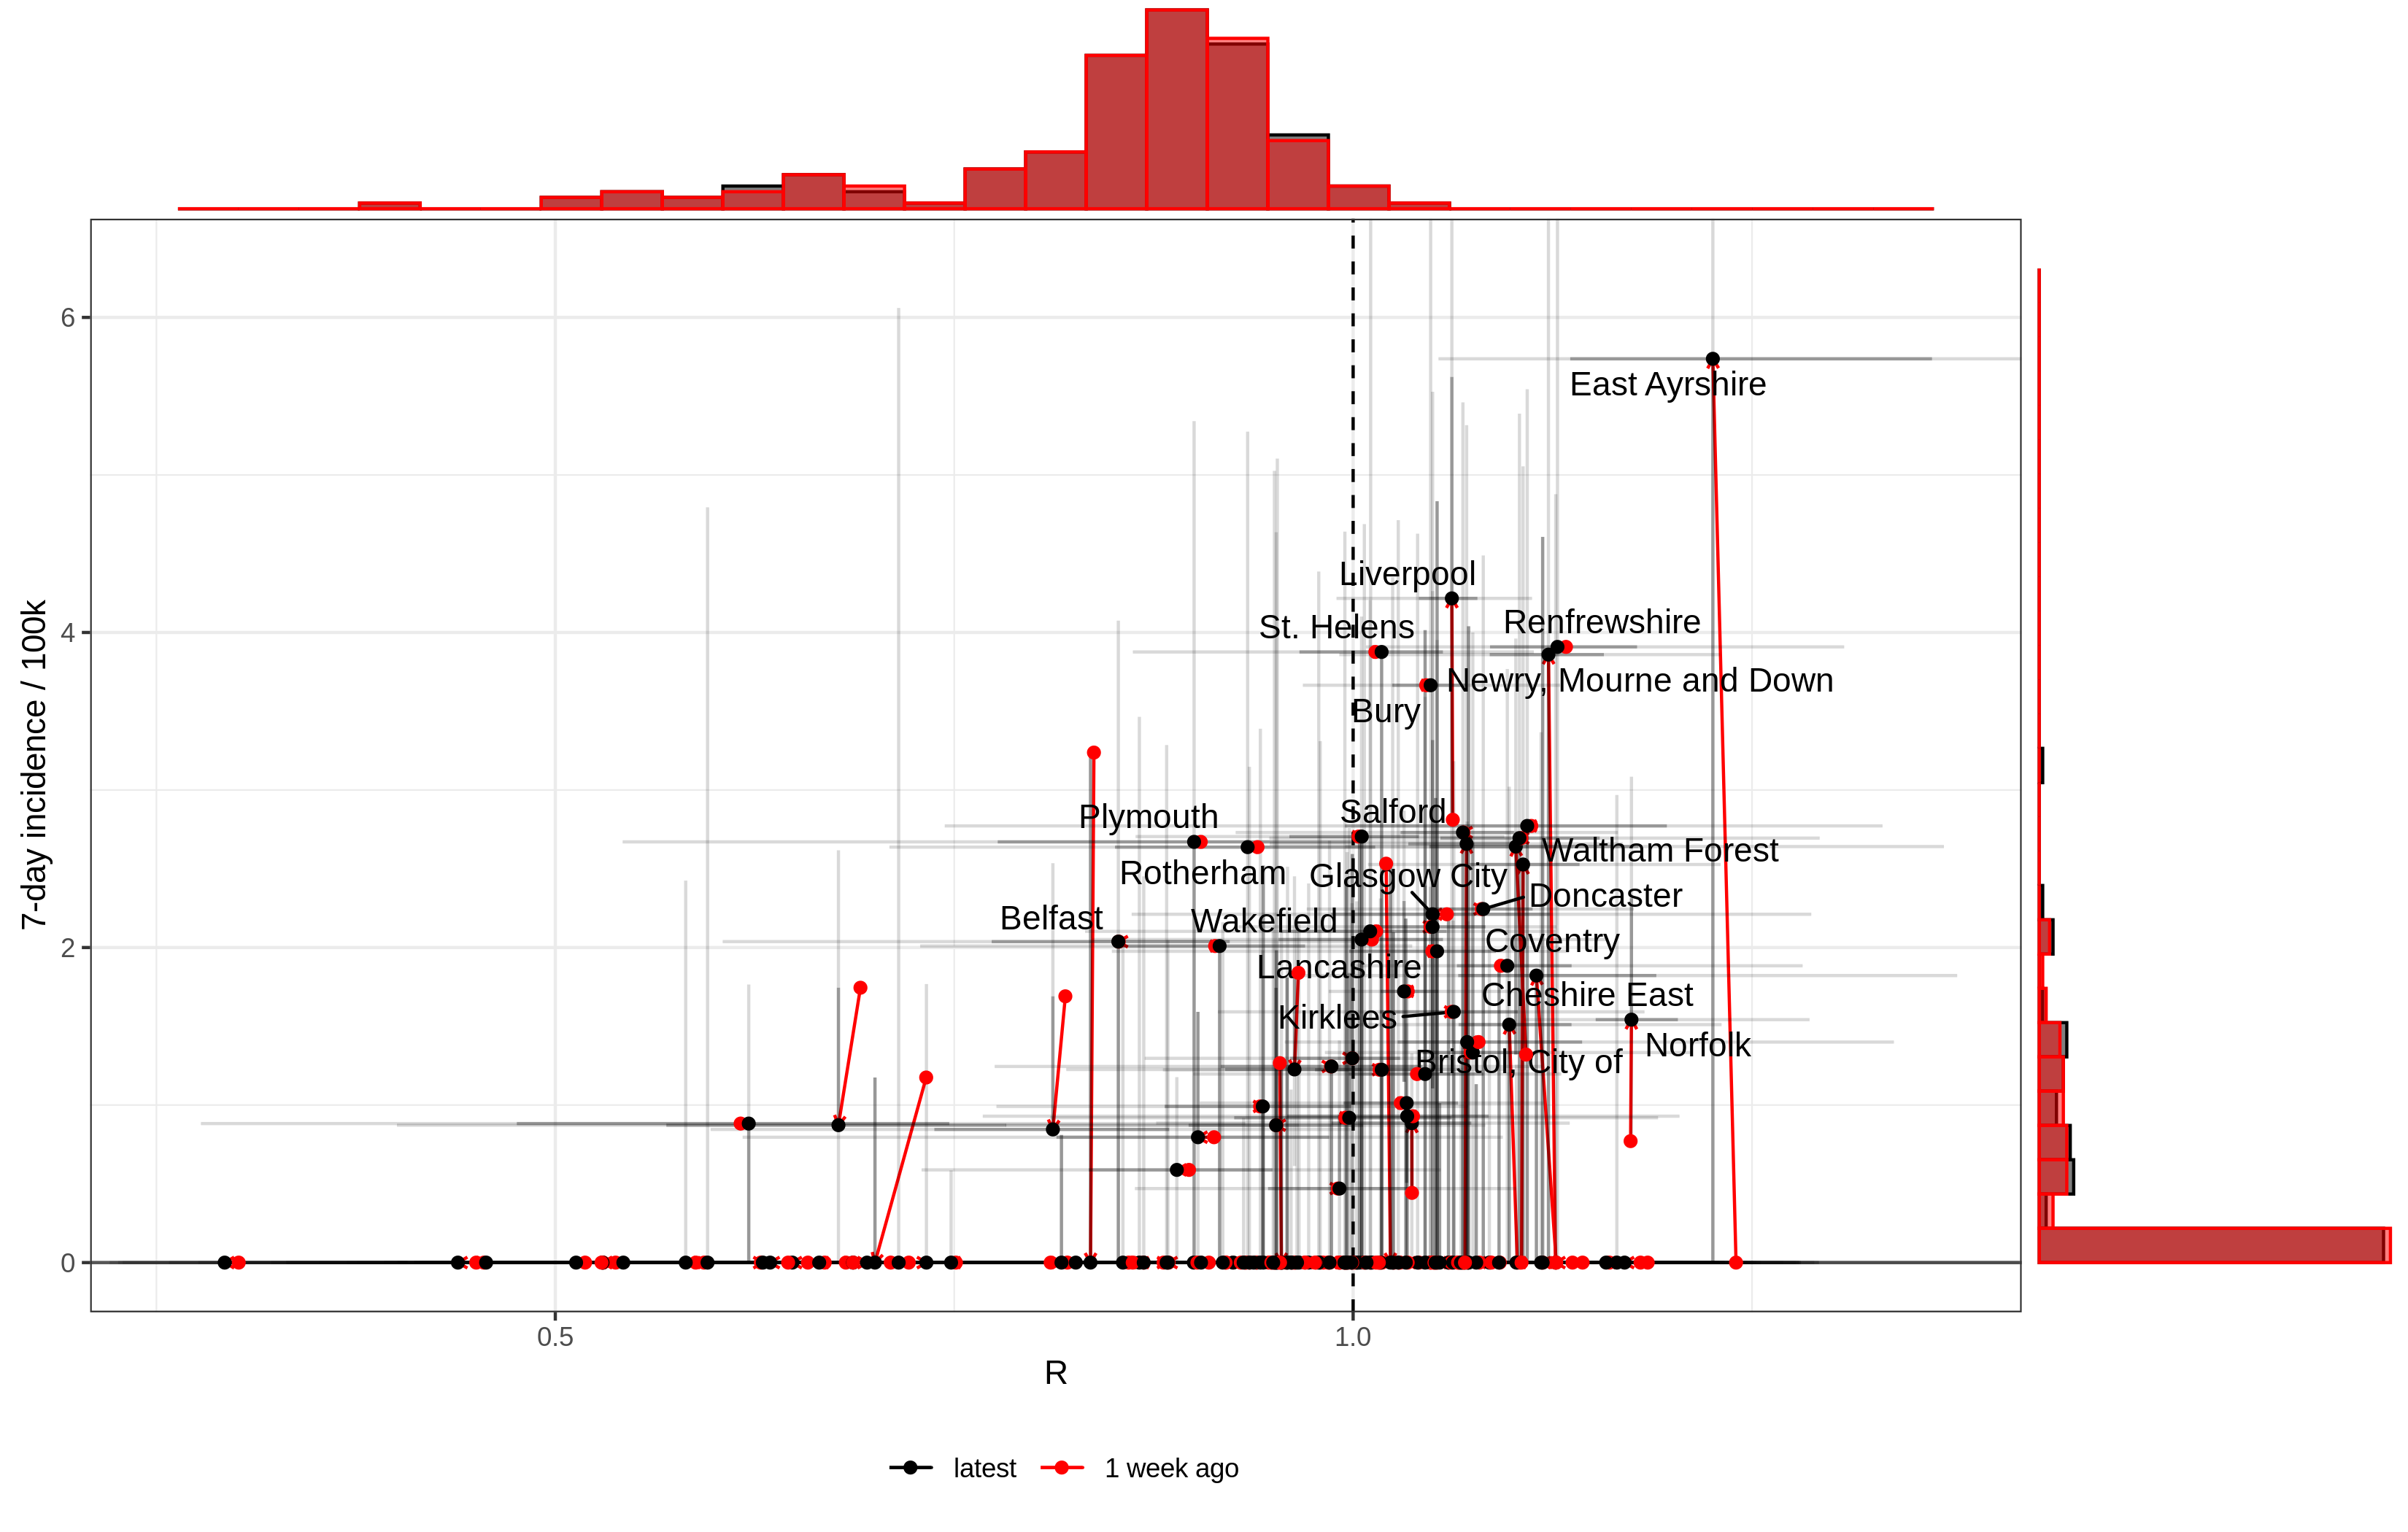 6
East Ayrshire
Liverpool
Renfrewshire
St. Helens
4
Newry, Mourne and Down
Bury
7-day incidence / 100k
Plymouth
Salford
Waltham Forest
Rotherham
Glasgow City
Doncaster
Belfast
Wakefield
2
Coventry
Lancashire
Cheshire East
Kirklees
Norfolk
Bristol, City of
0
0.5
1.0
R
latest
1 week ago